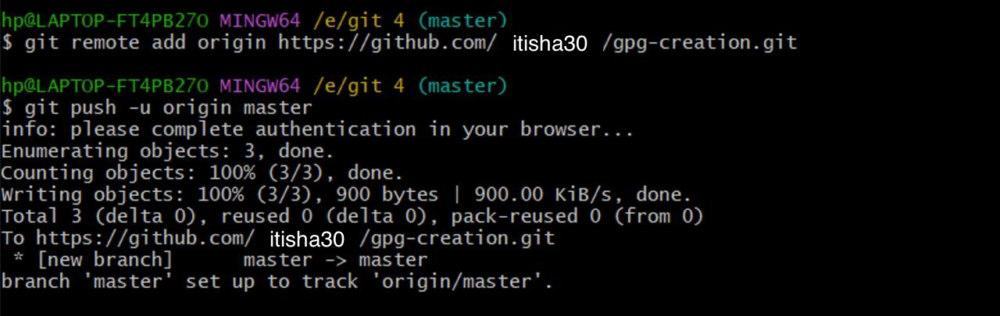 hp@LAPTOP-FT4PB27O MINGW64 /e/git 4 (master)
$ git remote add origin https://github.com/ itisha30 /gpg-creation.git
hp@LAPTOP-FT4PB27O MINGW64 /e/git 4 (master)
$ git push -u origin master
info: please complete authentication in your browser...
Enumerating objects: 3, done.
Counting objects: 100% (3/3), done.
Writing objects: 100% (3/3), 900 bytes | 900.00 KiB/s, done.
Total 3 (delta 0), reused 0 (delta 0), pack-reused 0 (from 0)
To https://github.com/ itisha30 /gpg-creation.git
 * [new branch]      master -> master
branch 'master' set up to track 'origin/master'.